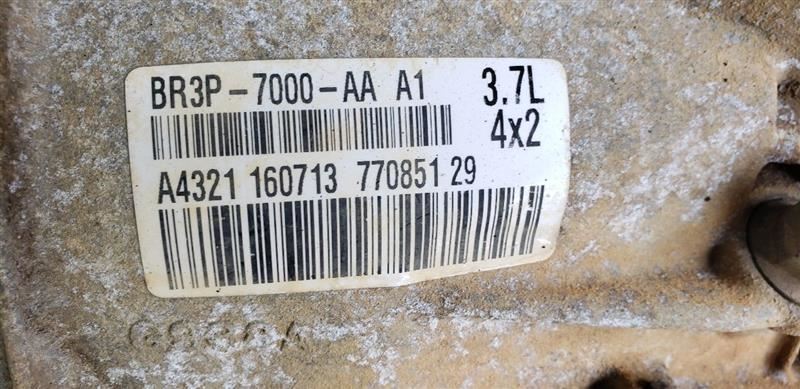 BR3P-7000-AA A1
3.7L
4x2
A4321 160713 770851 29